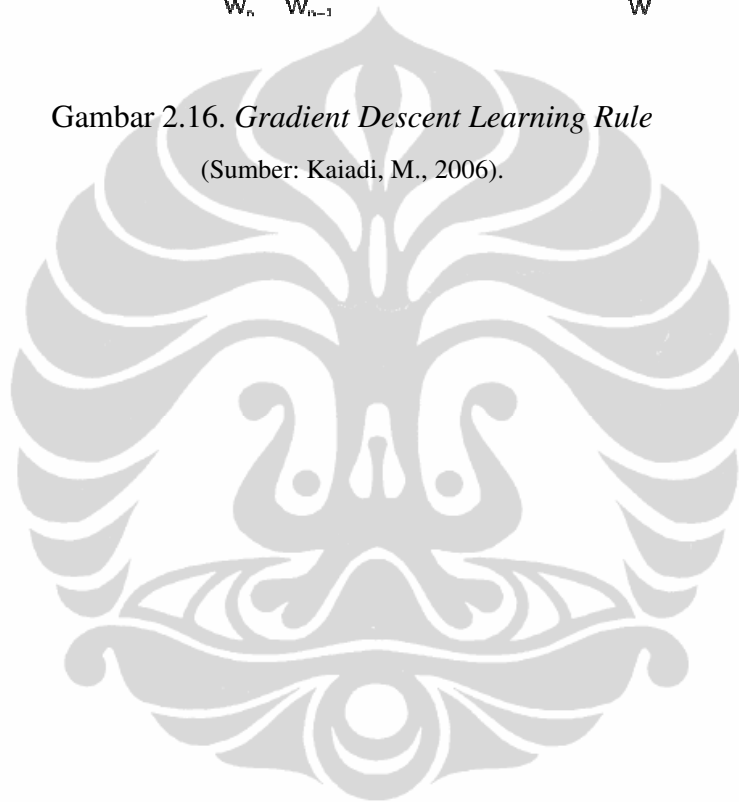 Wₙ Wₙ₋₁ W
Gambar 2.16. Gradient Descent Learning Rule
(Sumber: Kaiadi, M., 2006).